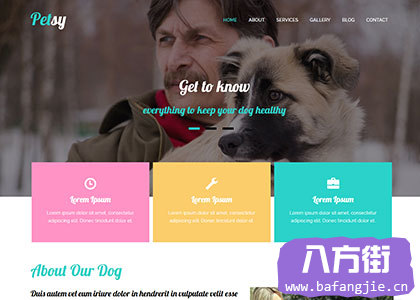 Petsy
HOME ABOUT SERVICES GALLERY BLOG CONTACT
Get to know
everything to keep your dog healthy
Lorem Ipsum
Lorem ipsum dolor sit amet, consectetur
adipiscing elit. Donec tincidunt dolor et.
Lorem Ipsum
Lorem ipsum dolor sit amet, consectetur
adipiscing elit. Donec tincidunt dolor et.
Lorem Ipsum
Lorem ipsum dolor sit amet, consectetur
adipiscing elit. Donec tincidunt dolor et.
About Our Dog
Duis autem vel eum iriure dolor in hendrerit in vulputate velit esse
八方街
www.bafangjie.cn